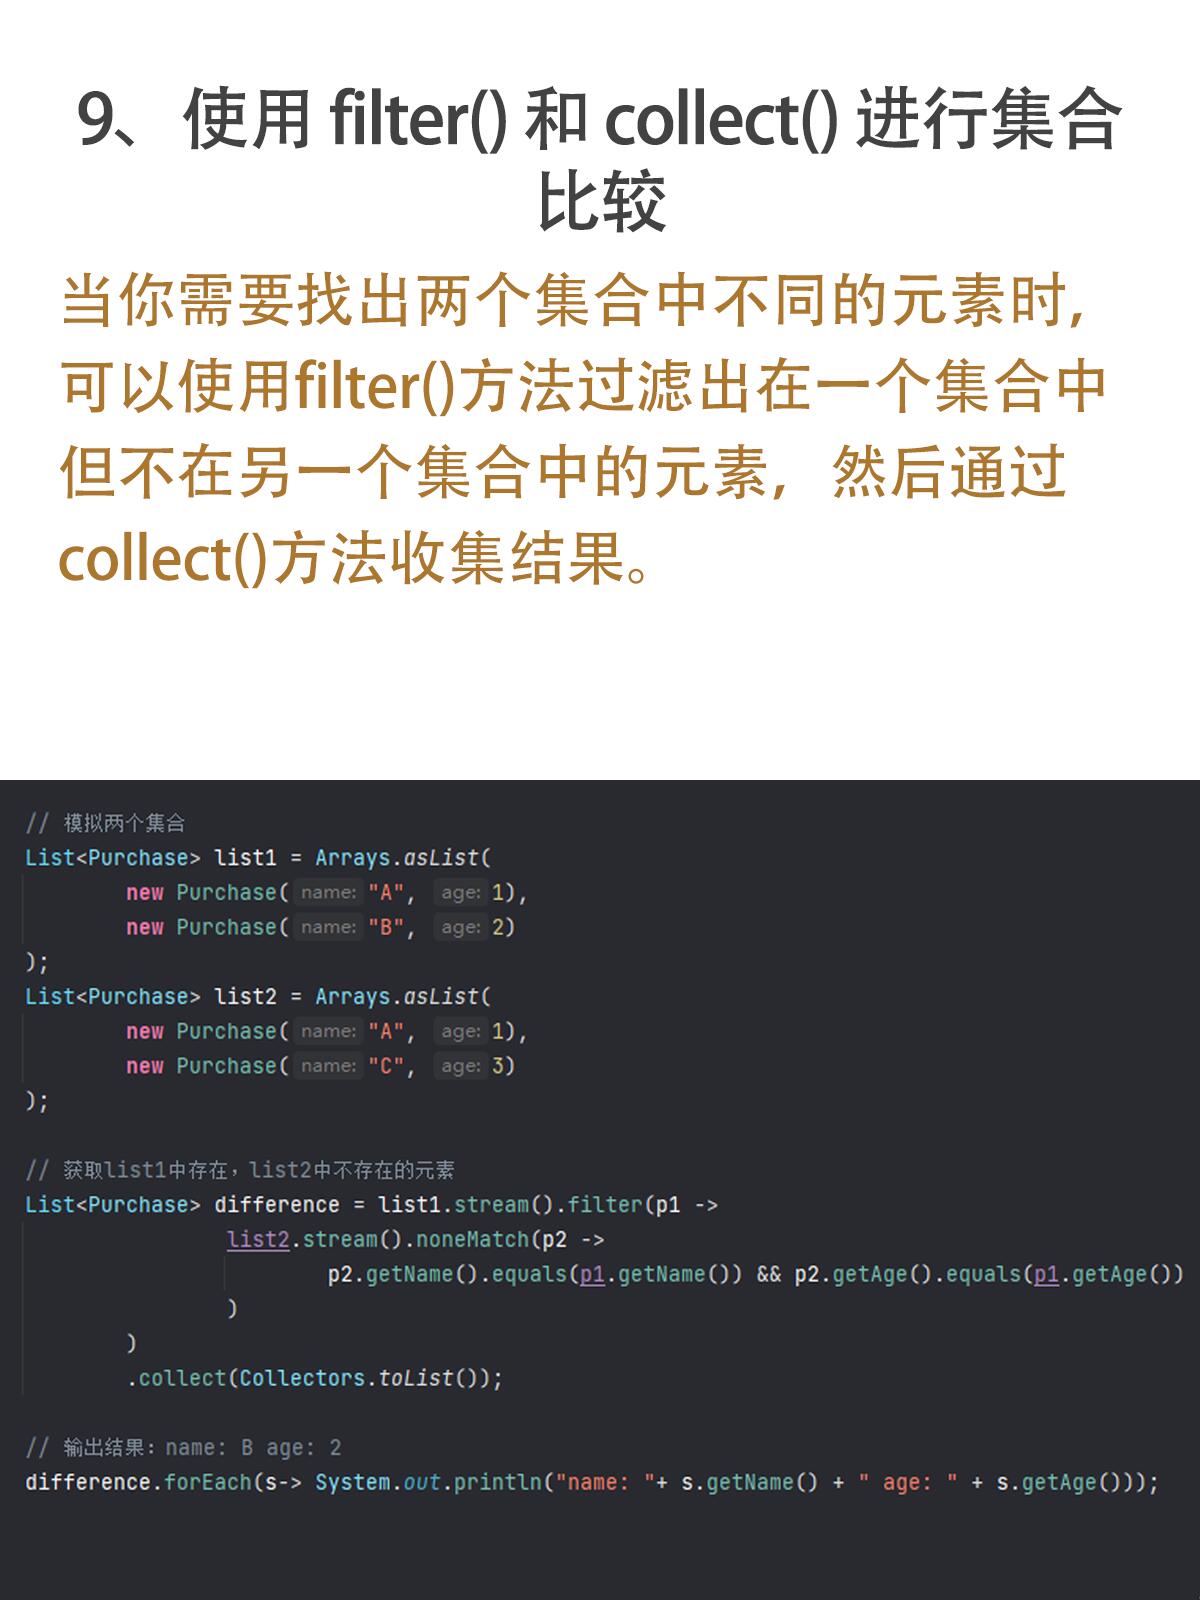 9、 使用 filter() 和 collect() 进行集合
比较
当你需要找出两个集合中不同的元素时,
可以使用filter()方法过滤出在一个集合中
但不在另一个集合中的元素, 然后通过
collect()方法收集结果。
// 模拟两个集合
List<Purchase> list1 = Arrays.asList(
new Purchase( name: "A", age: 1),
new Purchase( name: "B", age: 2)
);
List<Purchase> list2 = Arrays.asList(
new Purchase( name: "A", age: 1),
new Purchase( name: "C", age: 3)
);
// 获取list1中存在，list2中不存在的元素
List<Purchase> difference = list1.stream().filter(p1 ->
list2.stream().noneMatch(p2 ->
p2.getName().equals(p1.getName()) && p2.getAge().equals(p1.getAge())
)
)
.collect(Collectors.toList());
// 输出结果：name: B age: 2
difference.forEach(s-> System.out.println("name: "+ s.getName() + " age: " + s.getAge()));